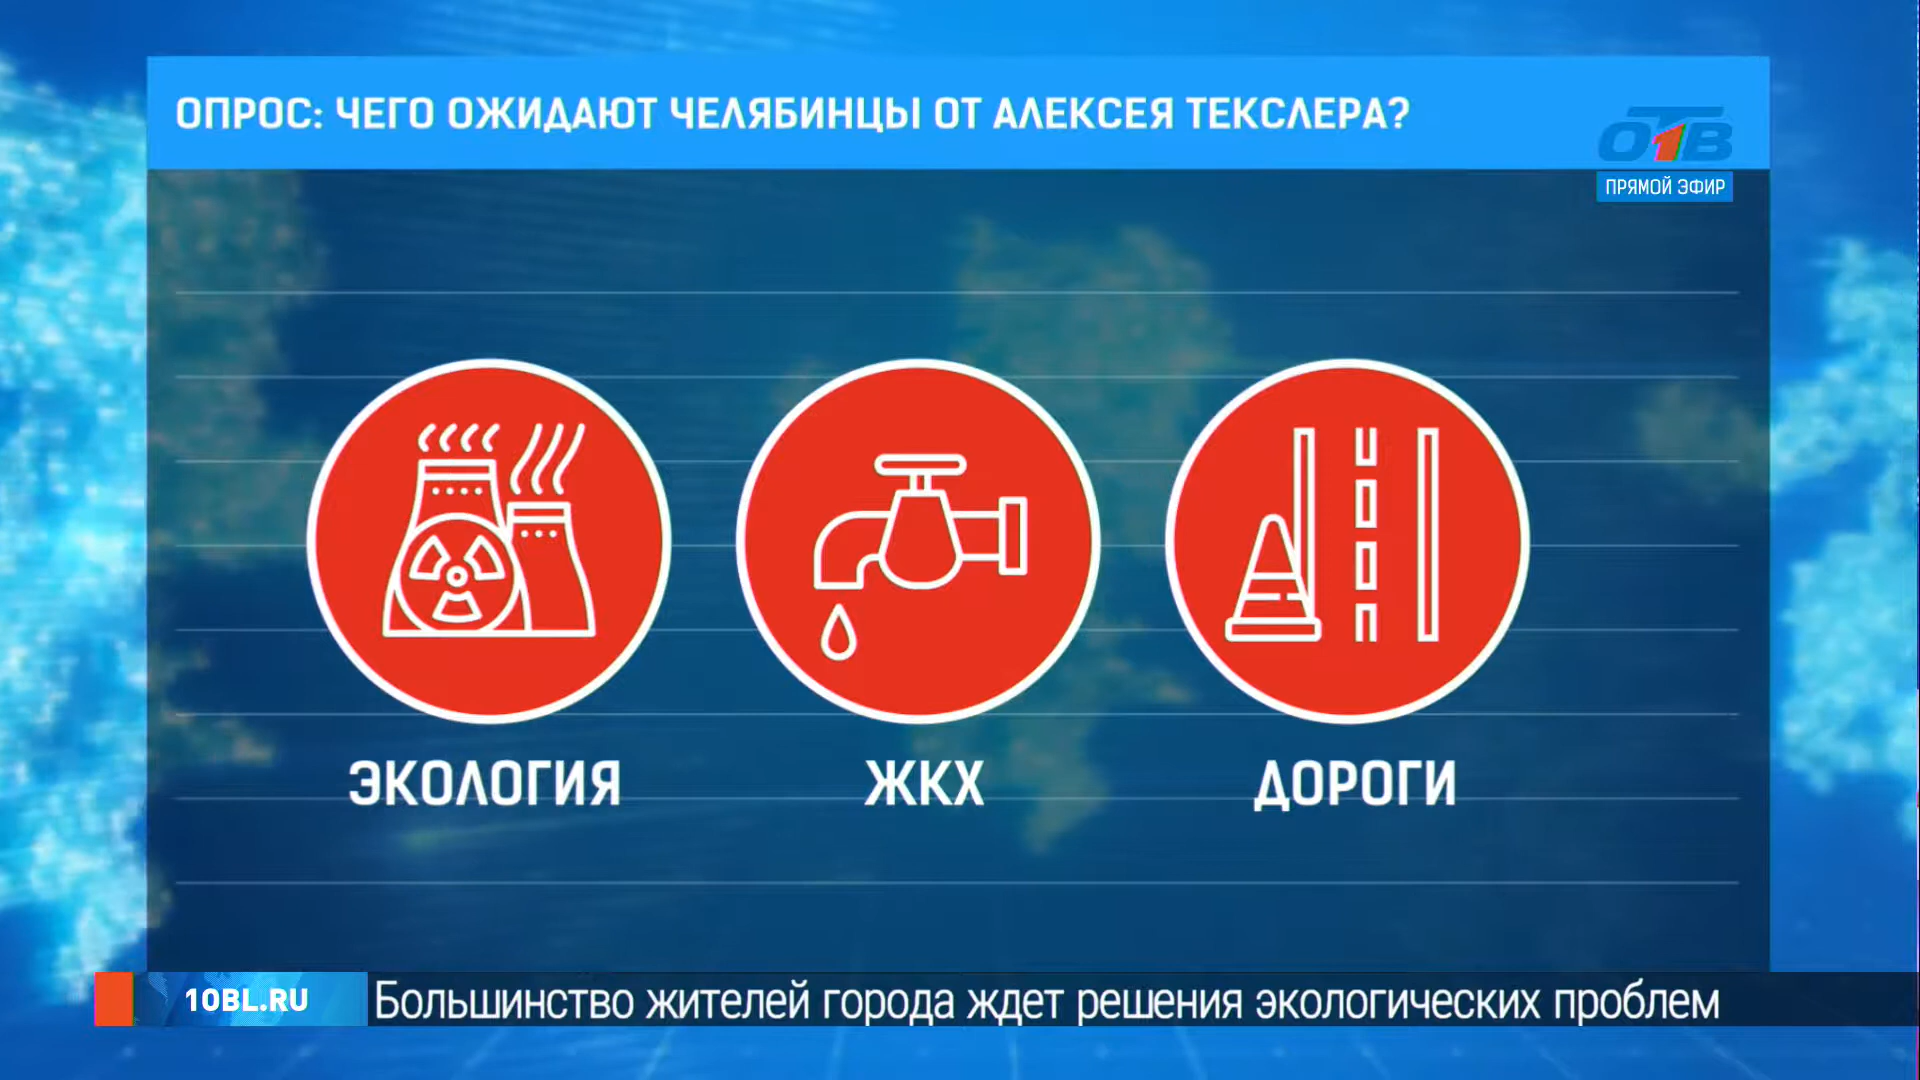 ОПРОС: ЧЕГО ОЖИДАЮТ ЧЕЛЯБИНЦЫ ОТ АЛЕКСЕЯ ТЕКСЛЕРА?
ОТВ
ПРЯМОЙ ЭФИР
ЭКОЛОГИЯ
ЖКХ
ДОРОГИ
10BL.RU
Большинство жителей города ждет решения экологических проблем